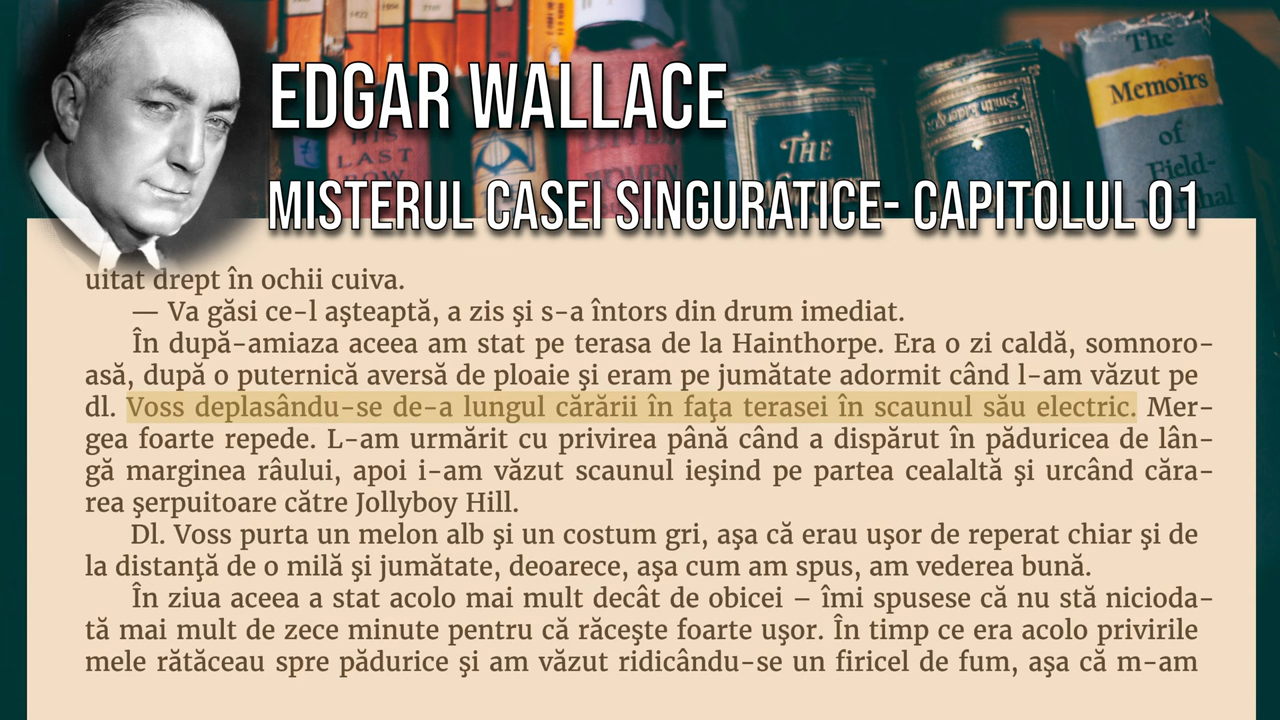 EDGAR WALLACE
MISTERUL CASEI SINGURATICE- CAPITOLUL 01
HIS
LAST
BOW
LITTLE
WOMEN
THE
The
Memoirs
of
Field-
Marshal
uitat drept în ochii cuiva.
— Va găsi ce-l aşteaptă, a zis şi s-a întors din drum imediat.
În după-amiaza aceea am stat pe terasa de la Hainthorpe. Era o zi caldă, somnoro-
asă, după o puternică aversă de ploaie şi eram pe jumătate adormit când l-am văzut pe
dl. Voss deplasându-se de-a lungul cărării în faţa terasei în scaunul său electric. Mer-
gea foarte repede. L-am urmărit cu privirea până când a dispărut în păduricea de lân-
gă marginea râului, apoi i-am văzut scaunul ieşind pe partea cealaltă şi urcând căra-
rea şerpuitoare către Jollyboy Hill.
Dl. Voss purta un melon alb şi un costum gri, aşa că erau uşor de reperat chiar şi de
la distanţă de o milă şi jumătate, deoarece, aşa cum am spus, am vederea bună.
În ziua aceea a stat acolo mai mult decât de obicei – îmi spusese că nu stă nicioda-
tă mai mult de zece minute pentru că răceşte foarte uşor. În timp ce era acolo privirile
mele rătăceau spre pădurice şi am văzut ridicându-se un firicel de fum, aşa că m-am